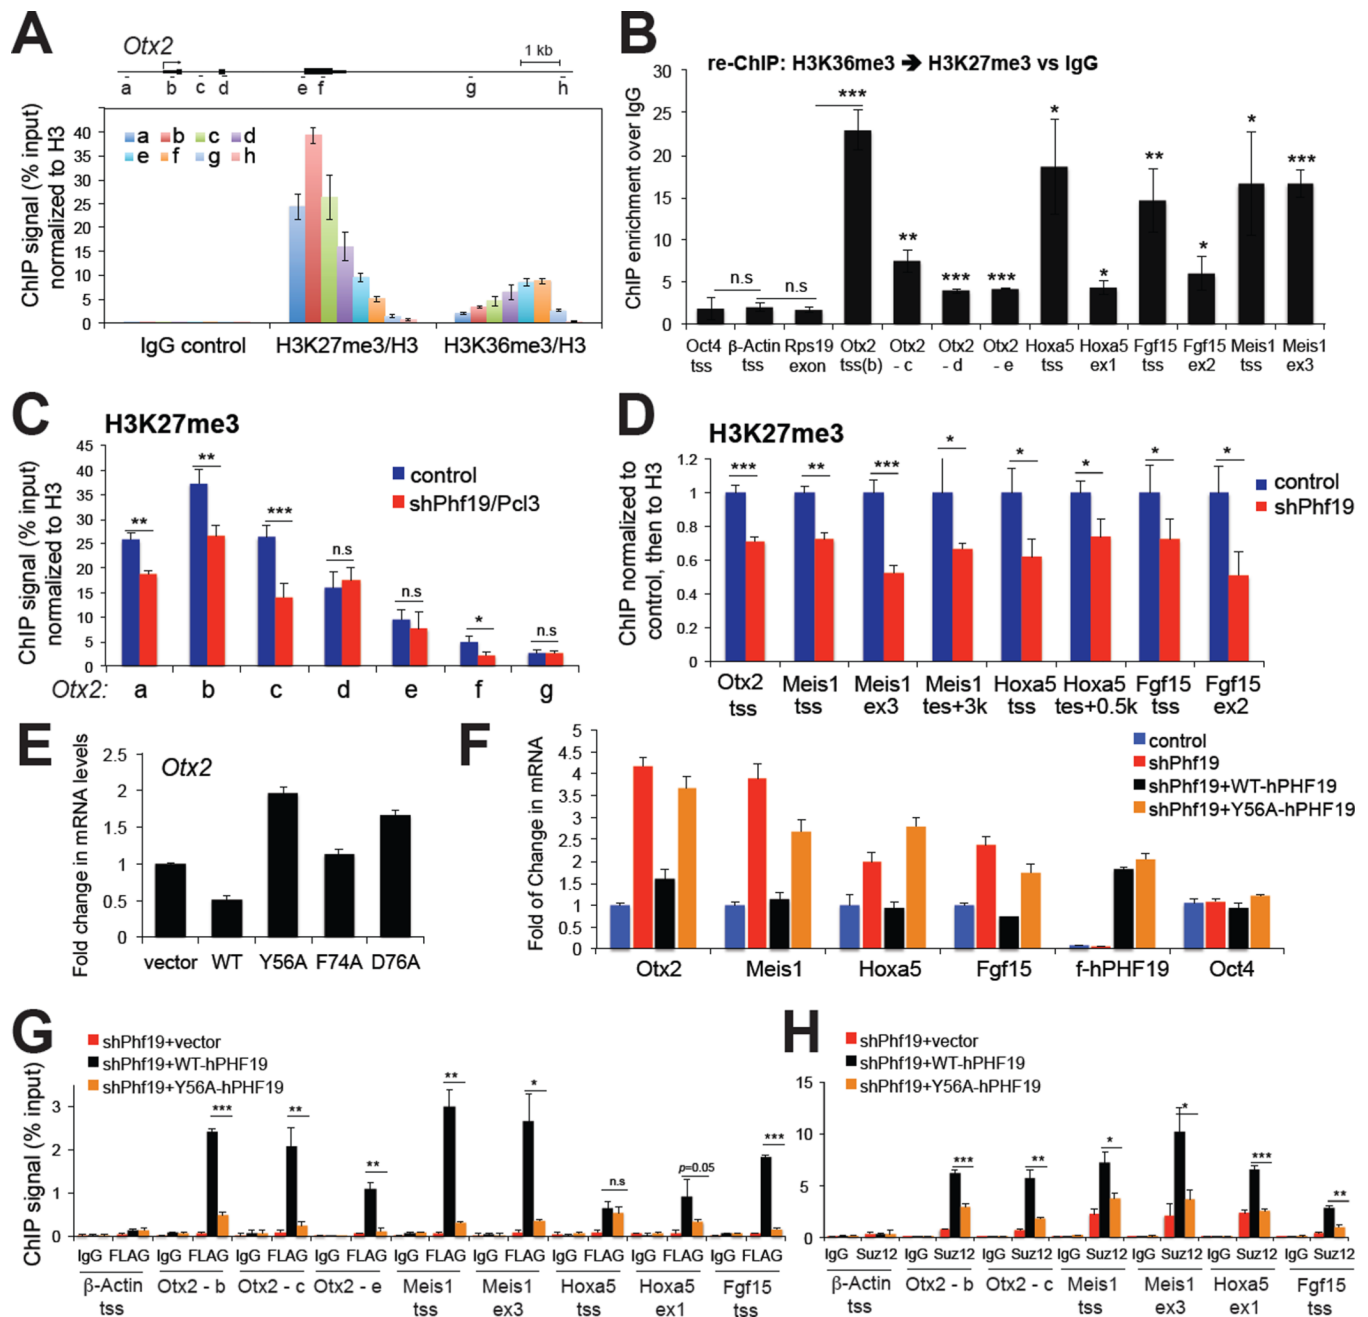 A
Otx2
1 kb
a b c d e f g h
ChIP signal (% input)
normalized to H3
40
35
30
25
20
15
10
5
0
a b c d
e f g h
IgG control H3K27me3/H3 H3K36me3/H3
B
re-ChIP: H3K36me3 ➔ H3K27me3 vs IgG
ChIP enrichment over IgG
30
25
20
15
10
5
0
n.s n.s *** ** *** *** * * ** * * ***
Oct4 β-Actin Rps19 Otx2 Otx2 Otx2 Otx2 Hoxa5 Hoxa5 Fgf15 Fgf15 Meis1 Meis1
tss tss exon tss(b) - c - d - e tss ex1 tss ex2 tss ex3
C
H3K27me3
ChIP signal (% input)
normalized to H3
45
40
35
30
25
20
15
10
5
0
control
shPhf19/Pcl3
** ** *** n.s n.s * n.s
Otx2: a b c d e f g
D
H3K27me3
ChIP normalized to
control, then to H3
1.2
1
0.8
0.6
0.4
0.2
0
control
shPhf19
*** ** *** * * * * *
Otx2 Meis1 Meis1 Meis1 Hoxa5 Hoxa5 Fgf15 Fgf15
tss tss ex3 tes+3k tss tes+0.5k tss ex2
E
Fold change in mRNA levels
2.5
2
1.5
1
0.5
0
Otx2
vector WT Y56A F74A D76A
F
Fold of Change in mRNA
5
4.5
4
3.5
3
2.5
2
1.5
1
0.5
0
control
shPhf19
shPhf19+WT-hPHF19
shPhf19+Y56A-hPHF19
Otx2 Meis1 Hoxa5 Fgf15 f-hPHF19 Oct4
G
shPhf19+vector
shPhf19+WT-hPHF19
shPhf19+Y56A-hPHF19
ChIP signal (% input)
3
2
1
0
*** ** ** ** * n.s p=0.05 ***
IgG FLAG IgG FLAG IgG FLAG IgG FLAG IgG FLAG IgG FLAG IgG FLAG IgG FLAG IgG FLAG
β-Actin Otx2 - b Otx2 - c Otx2 - e Meis1 Meis1 Hoxa5 Hoxa5 Fgf15
tss tss ex3 tss ex1 tss
H
shPhf19+vector
shPhf19+WT-hPHF19
shPhf19+Y56A-hPHF19
15
10
5
0
*** ** * * *** **
IgG Suz12 IgG Suz12 IgG Suz12 IgG Suz12 IgG Suz12 IgG Suz12 IgG Suz12
β-Actin Otx2 - b Otx2 - c Meis1 Meis1 Hoxa5 Fgf15
tss tss ex3 ex1 tss